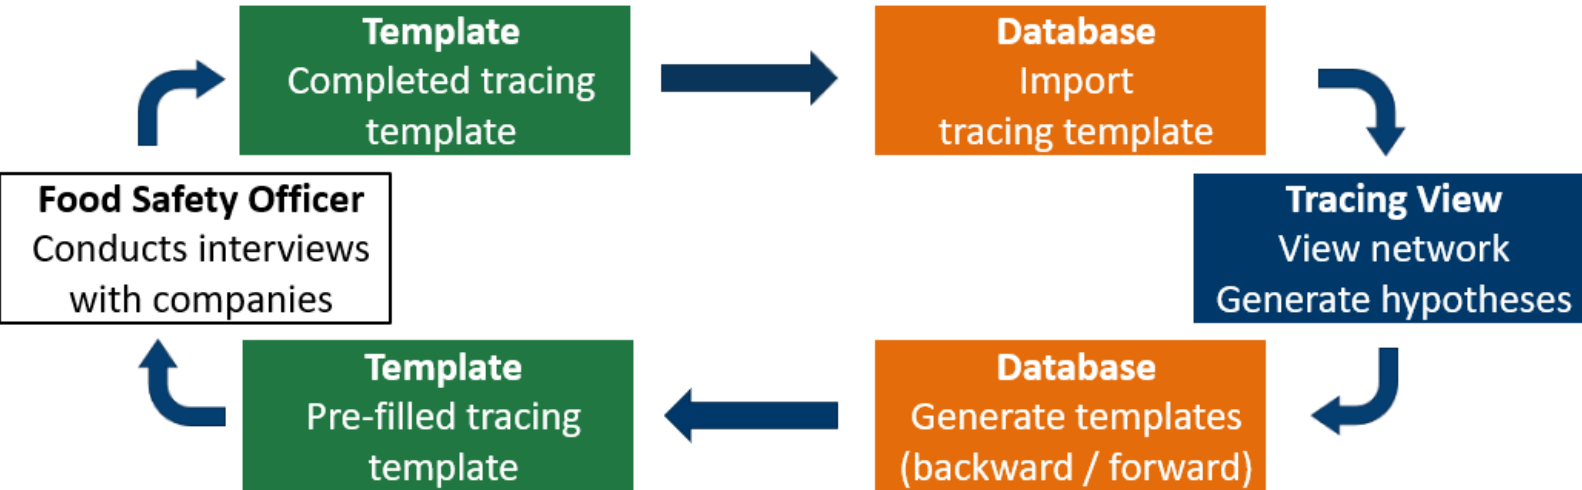 Template
Completed tracing
template
Database
Import
tracing template
Food Safety Officer
Conducts interviews
with companies
Tracing View
View network
Generate hypotheses
Template
Pre-filled tracing
template
Database
Generate templates
(backward / forward)